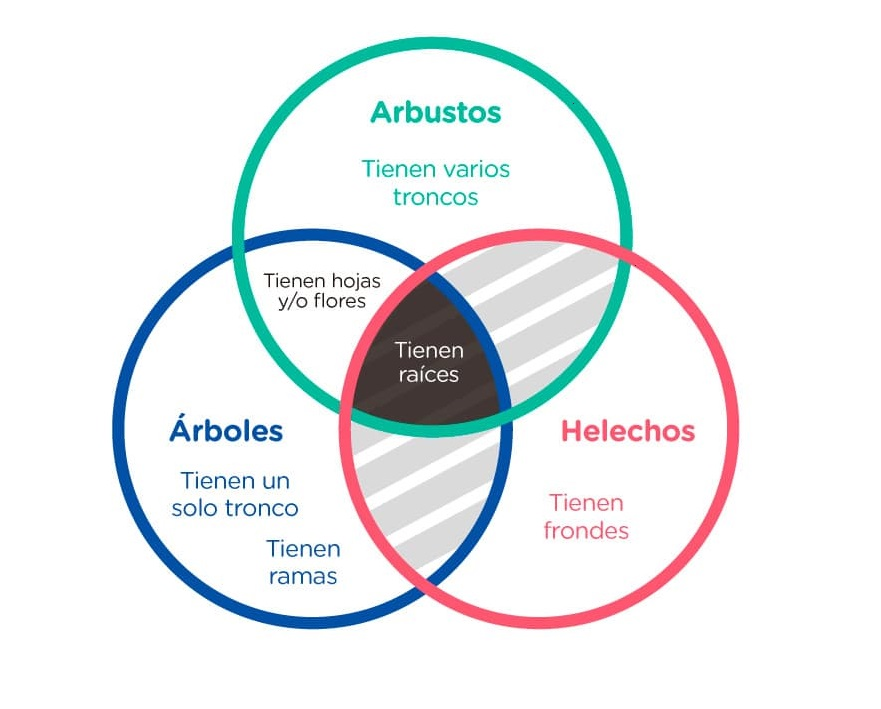 Arbustos
Tienen varios
troncos
Tienen hojas
y/o flores
Tienen
raíces
Árboles
Tienen un
solo tronco
Tienen
ramas
Helechos
Tienen
frondes